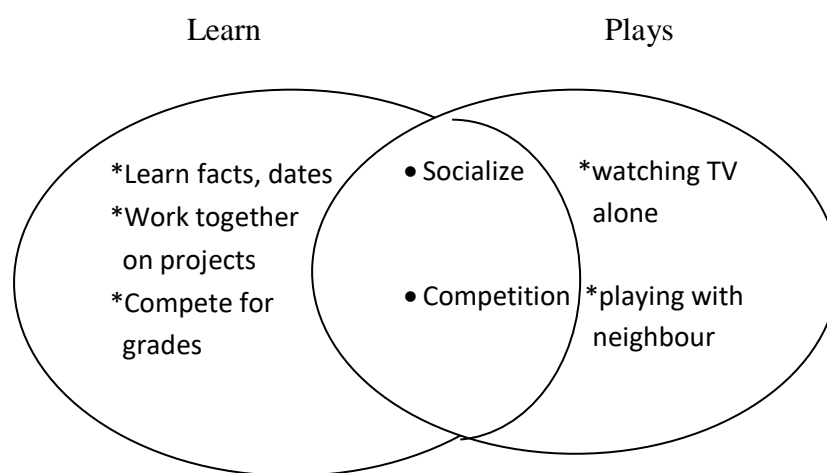 Learn
Plays
*Learn facts, dates
*Work together
on projects
*Compete for
grades
• Socialize
• Competition
*watching TV
alone
*playing with
neighbour